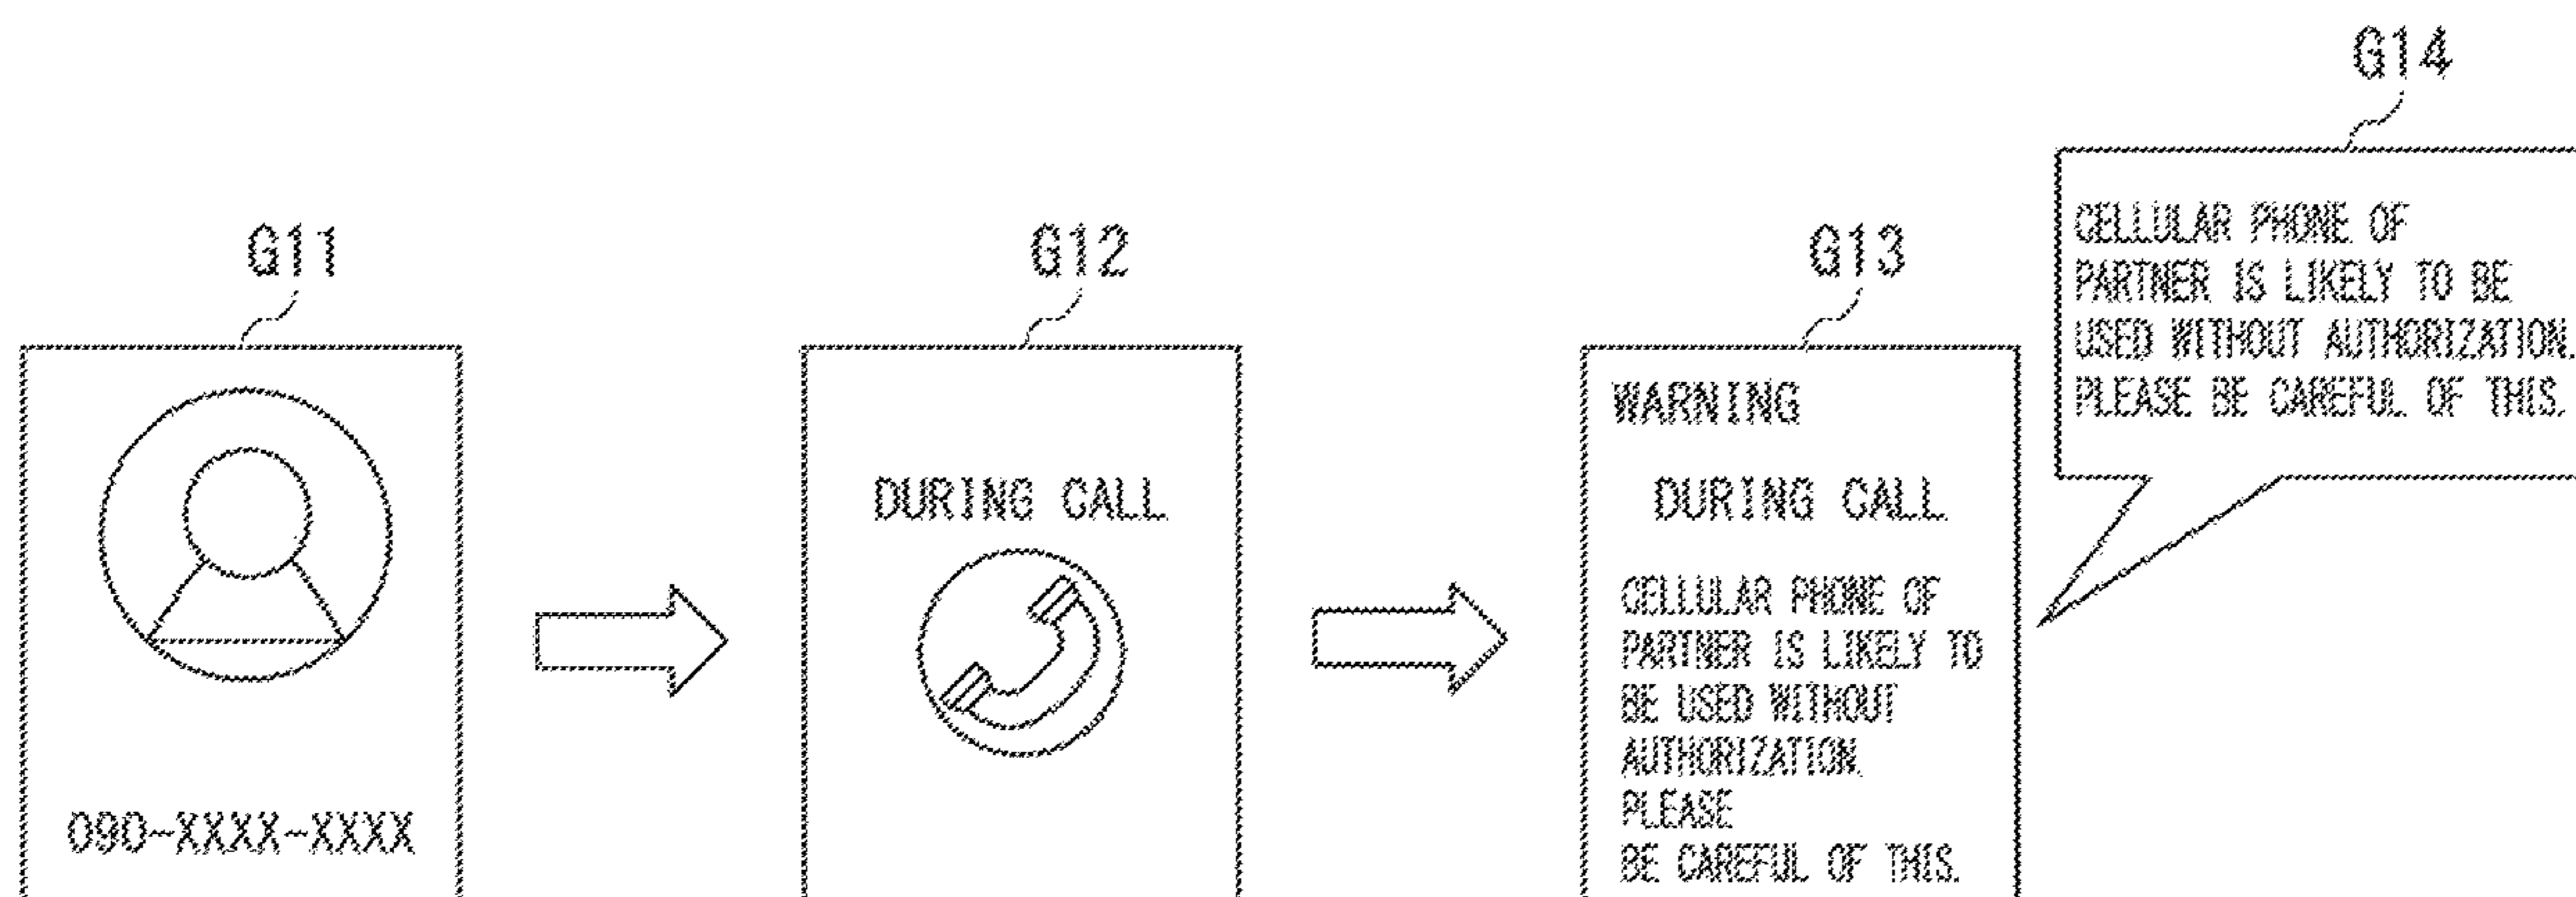 G11
090-XXXX-XXXX
G12
DURING CALL
G13
WARNING
DURING CALL
CELLULAR PHONE OF
PARTNER IS LIKELY TO
BE USED WITHOUT
AUTHORIZATION.
PLEASE
BE CAREFUL OF THIS.
G14
CELLULAR PHONE OF
PARTNER IS LIKELY TO BE
USED WITHOUT AUTHORIZATION.
PLEASE BE CAREFUL OF THIS.